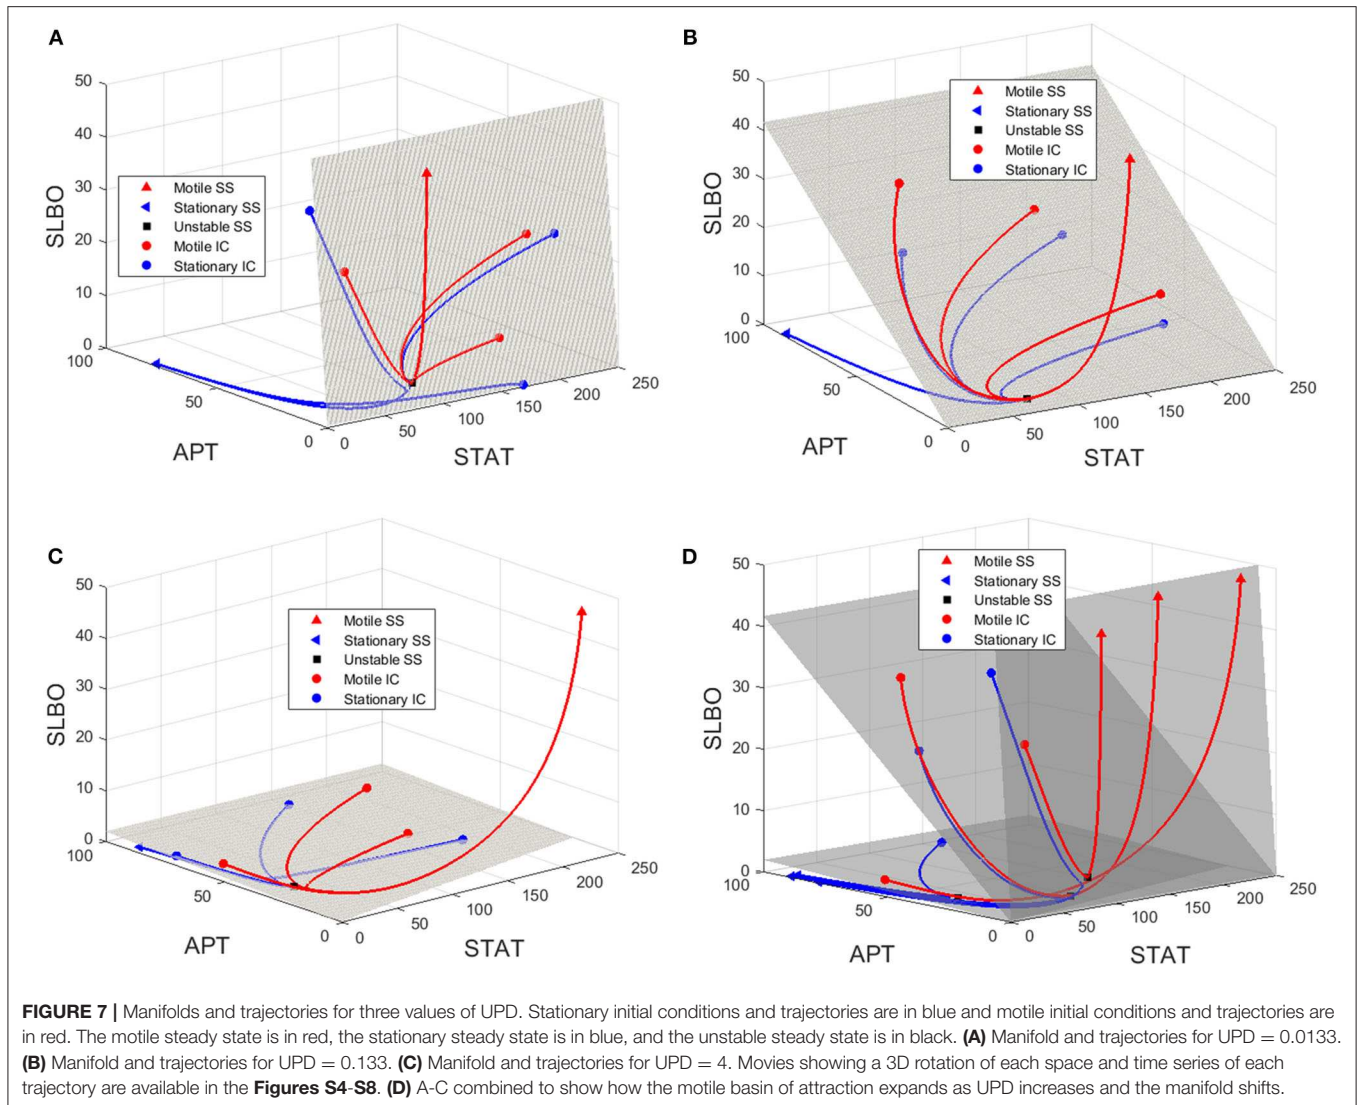 A
50
40
30
20
10
0
SLBO
100
50
0
APT
0
50
100
150
200
250
STAT
Motile SS
Stationary SS
Unstable SS
Motile IC
Stationary IC
B
50
40
30
20
10
0
SLBO
100
50
0
APT
0
50
100
150
200
250
STAT
Motile SS
Stationary SS
Unstable SS
Motile IC
Stationary IC
C
50
40
30
20
10
0
SLBO
100
50
0
APT
0
50
100
150
200
250
STAT
Motile SS
Stationary SS
Unstable SS
Motile IC
Stationary IC
D
50
40
30
20
10
0
SLBO
100
50
0
APT
0
50
100
150
200
250
STAT
Motile SS
Stationary SS
Unstable SS
Motile IC
Stationary IC
FIGURE 7 | Manifolds and trajectories for three values of UPD. Stationary initial conditions and trajectories are in blue and motile initial conditions and trajectories are
in red. The motile steady state is in red, the stationary steady state is in blue, and the unstable steady state is in black. (A) Manifold and trajectories for UPD = 0.0133.
(B) Manifold and trajectories for UPD = 0.133. (C) Manifold and trajectories for UPD = 4. Movies showing a 3D rotation of each space and time series of each
trajectory are available in the Figures S4-S8. (D) A-C combined to show how the motile basin of attraction expands as UPD increases and the manifold shifts.